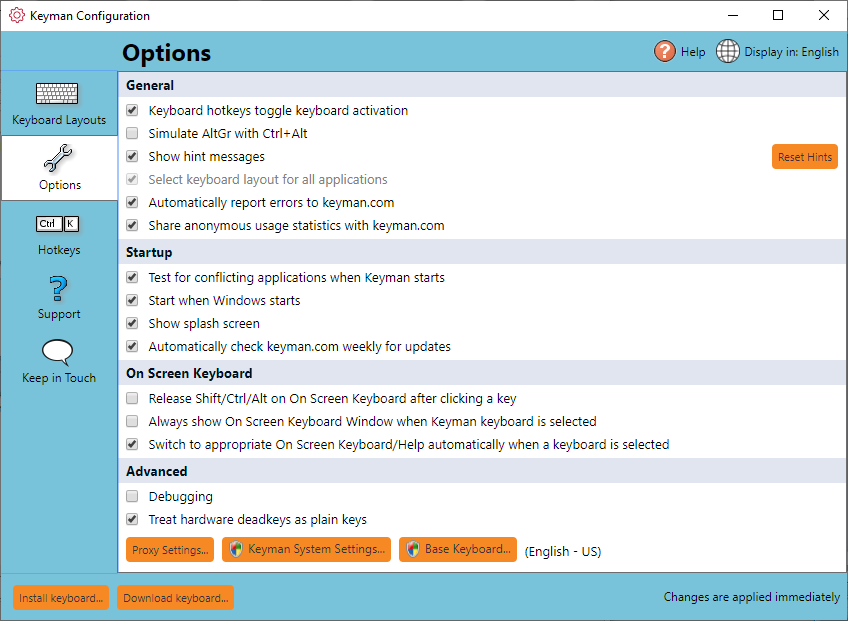 Keyman Configuration
Options
Help
Display in: English
Keyboard Layouts
Options
Ctrl K
Hotkeys
Support
Keep in Touch
General
Keyboard hotkeys toggle keyboard activation
Simulate AltGr with Ctrl+Alt
Show hint messages
Reset Hints
Select keyboard layout for all applications
Automatically report errors to keyman.com
Share anonymous usage statistics with keyman.com
Startup
Test for conflicting applications when Keyman starts
Start when Windows starts
Show splash screen
Automatically check keyman.com weekly for updates
On Screen Keyboard
Release Shift/Ctrl/Alt on On Screen Keyboard after clicking a key
Always show On Screen Keyboard Window when Keyman keyboard is selected
Switch to appropriate On Screen Keyboard/Help automatically when a keyboard is selected
Advanced
Debugging
Treat hardware deadkeys as plain keys
Proxy Settings... Keyman System Settings... Base Keyboard... (English - US)
Install keyboard... Download keyboard... Changes are applied immediately